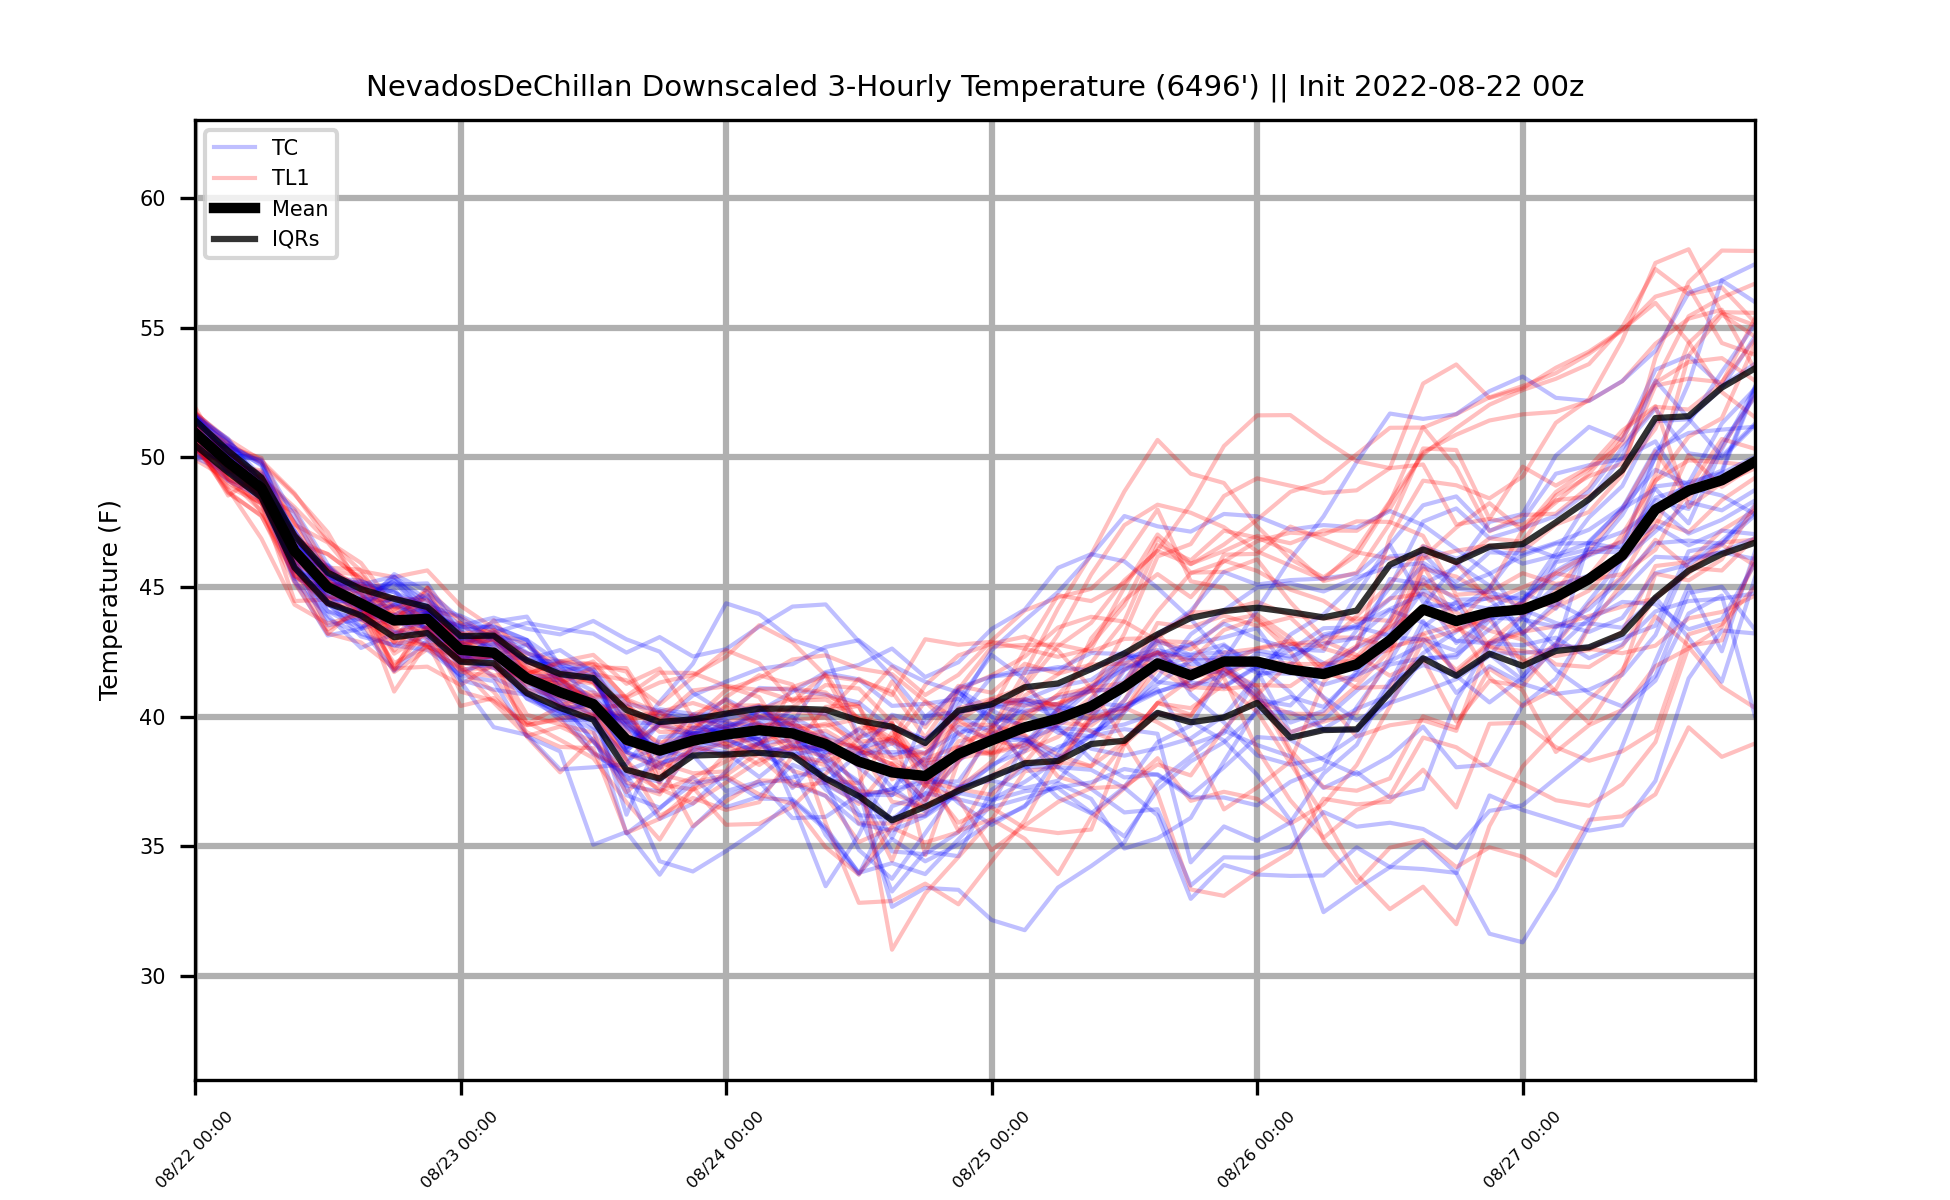 NevadosDeChillan Downscaled 3-Hourly Temperature (6496') || Init 2022-08-22 00z
TC
TL1
Mean
IQRs
Temperature (F)
60
55
50
45
40
35
30
08/22 00:00
08/23 00:00
08/24 00:00
08/25 00:00
08/26 00:00
08/27 00:00